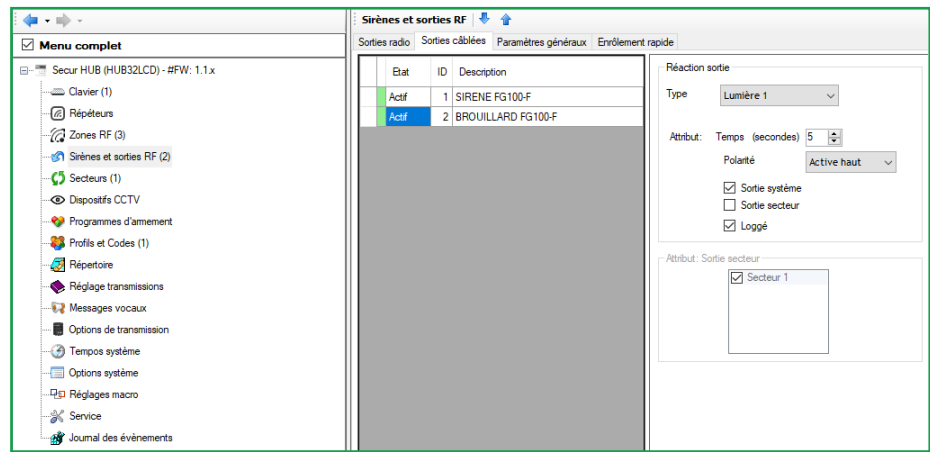 Sirènes et sorties RF
Menu complet
Sorties radio Sorties câblées Paramètres généraux Enrôlement rapide
Secur HUB (HUB32LCD) - #FW: 1.1.x
Clavier (1)
Répéteurs
Zones RF (3)
Sirènes et sorties RF (2)
Secteurs (1)
Dispositifs CCTV
Programmes d'armement
Profils et Codes (1)
Répertoire
Réglage transmissions
Messages vocaux
Options de transmission
Tempos système
Options système
Réglages macro
Service
Journal des évènements
Etat ID Description
Actif 1 SIRENE FG100-F
Actif 2 BROUILLARD FG100-F
Réaction sortie
Type Lumière 1
Attribut: Temps (secondes) 5
Polarité Active haut
Sortie système
Sortie secteur
Loggé
Attribut: Sortie secteur
Secteur 1